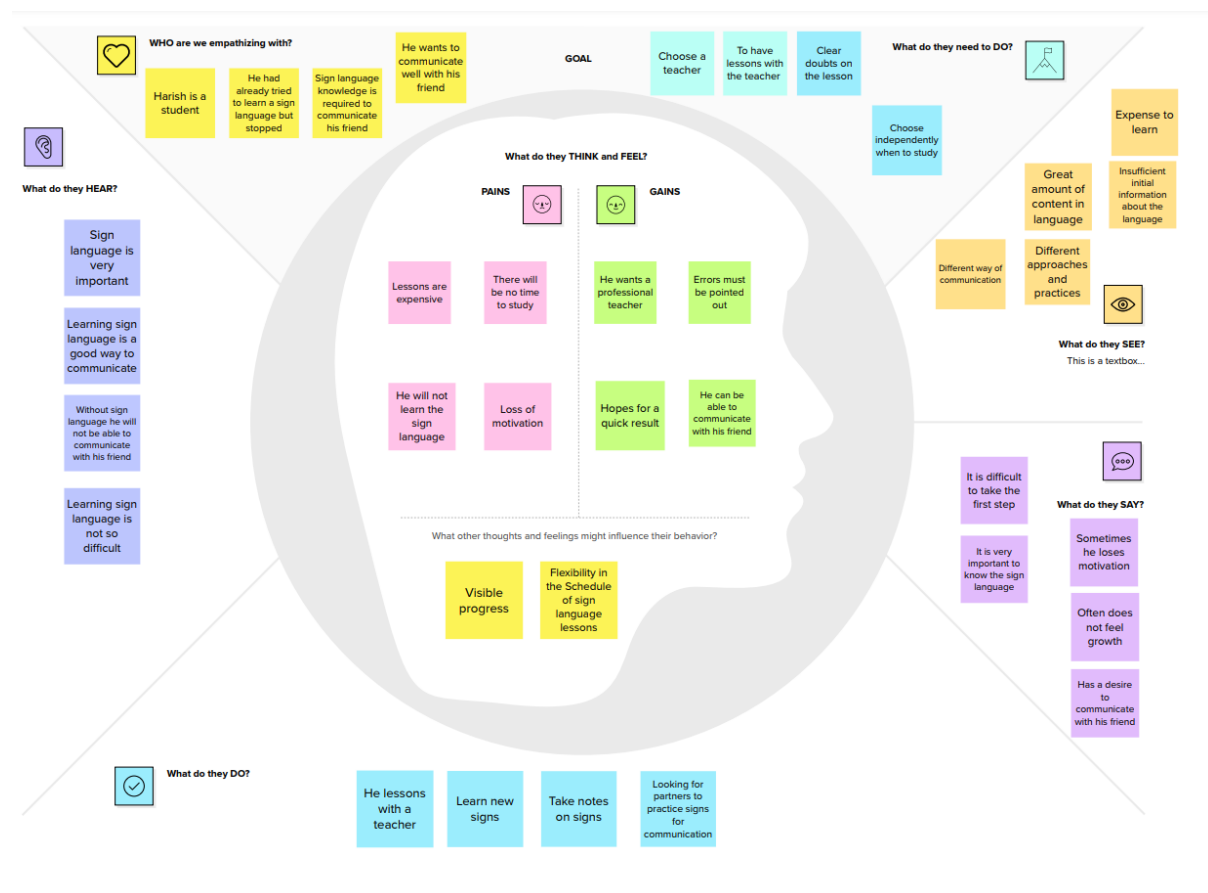 WHO are we empathizing with?
Harish is a
student
He had
already tried
to learn a sign
language but
stopped
Sign language
knowledge is
required to
communicate
his friend
He wants to
communicate
well with his
friend
GOAL
Choose a
teacher
To have
lessons with
the teacher
Clear
doubts on
the lesson
What do they need to DO?
Choose
independently
when to study
What do they HEAR?
Sign
language is
very
important
Learning sign
language is a
good way to
communicate
Without sign
language he will
not be able to
communicate
with his friend
Learning sign
language is
not so
difficult
What do they THINK and FEEL?
PAINS
Lessons are
expensive
There will
be no time
to study
He will not
learn the
sign
language
Loss of
motivation
GAINS
He wants a
professional
teacher
Errors must
be pointed
out
Hopes for a
quick result
He can be
able to
communicate
with his friend
What other thoughts and feelings might influence their behavior?
Visible
progress
Flexibility in
the Schedule
of sign
language
lessons
Expense to
learn
Great
amount of
content in
language
Insufficient
initial
information
about the
language
Different way of
communication
Different
approaches
and
practices
What do they SEE?
This is a textbox...
What do they SAY?
It is difficult
to take the
first step
Sometimes
he loses
motivation
It is very
important to
know the sign
language
Often does
not feel
growth
Has a desire
to
communicate
with his friend
What do they DO?
He lessons
with a
teacher
Learn new
signs
Take notes
on signs
Looking for
partners to
practice signs
for
communication